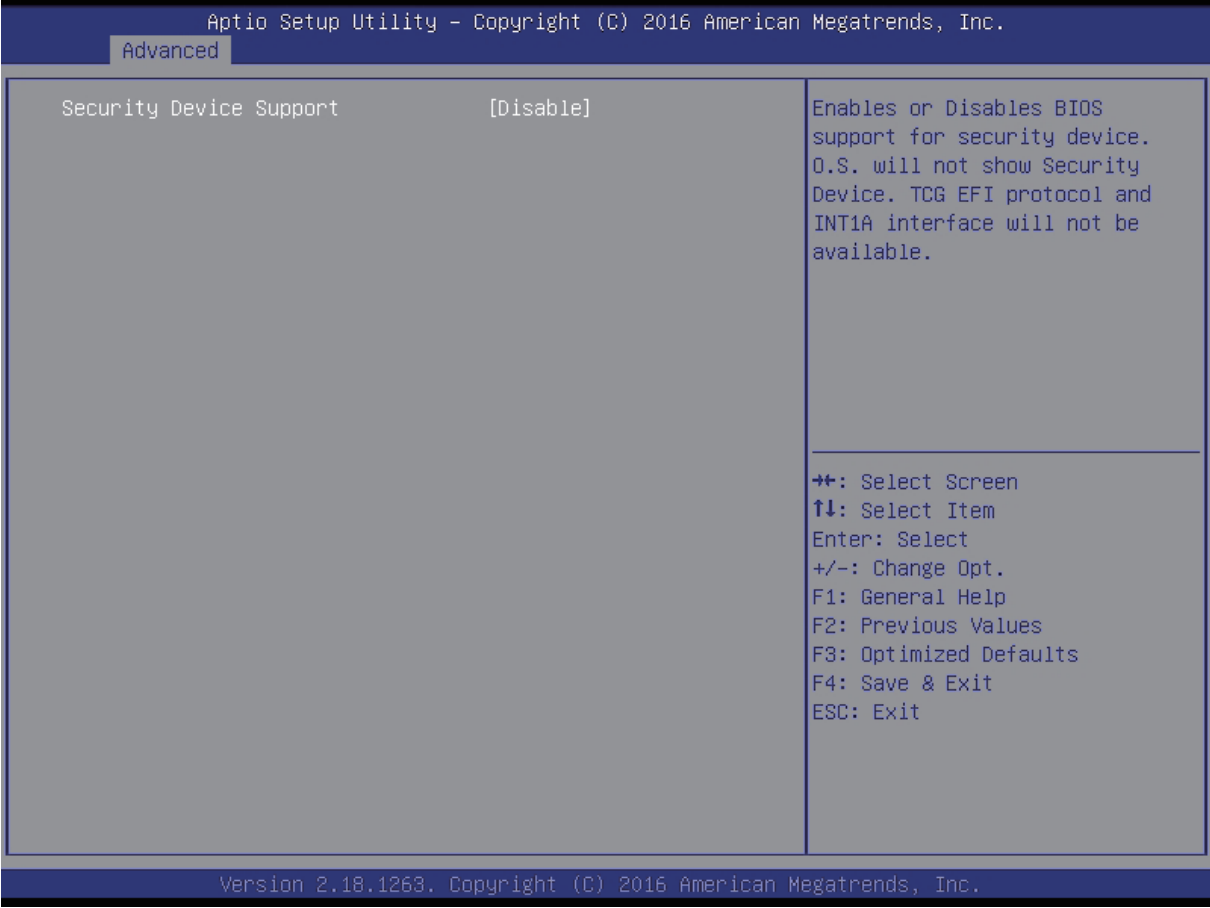 Aptio Setup Utility – Copyright (C) 2016 American Megatrends, Inc.
Advanced
Security Device Support [Disable]
Enables or Disables BIOS
support for security device.
O.S. will not show Security
Device. TCG EFI protocol and
INT1A interface will not be
available.
→←: Select Screen
↑↓: Select Item
Enter: Select
+/-: Change Opt.
F1: General Help
F2: Previous Values
F3: Optimized Defaults
F4: Save & Exit
ESC: Exit
Version 2.18.1263. Copyright (C) 2016 American Megatrends, Inc.